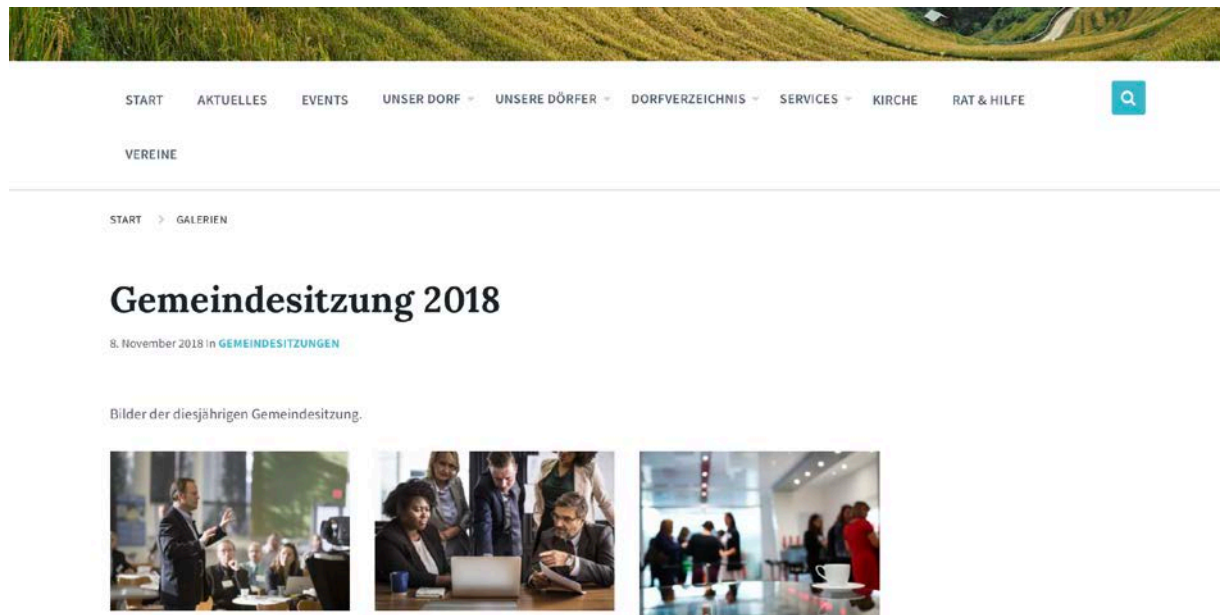 START AKTUELLES EVENTS UNSER DORF UNSERE DÖRFER DORFVERZEICHNIS SERVICES KIRCHE RAT & HILFE
VEREINE
START > GALERIEN
Gemeindesitzung 2018
8. November 2018 In GEMEINDESITZUNGEN
Bilder der diesjährigen Gemeindesitzung.